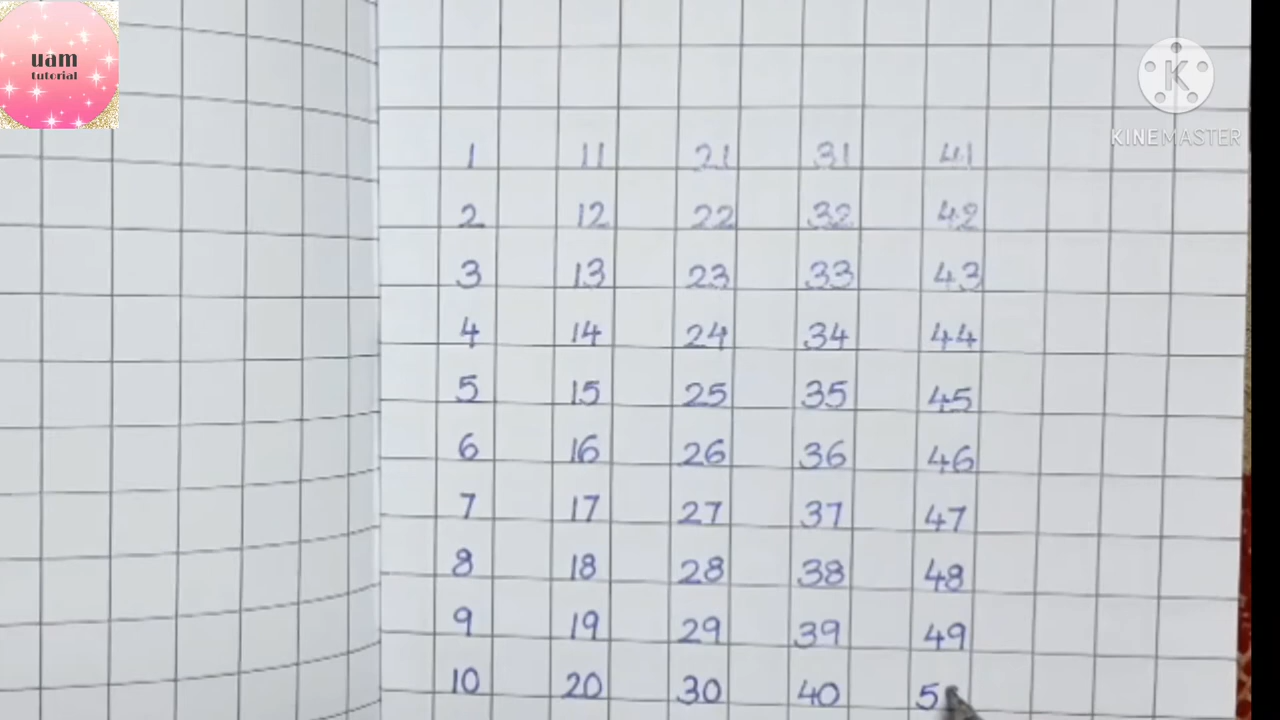 uam
tutorial
K
KINEMASTER
1 11 21 31 41
2 12 22 32 42
3 13 23 33 43
4 14 24 34 44
5 15 25 35 45
6 16 26 36 46
7 17 27 37 47
8 18 28 38 48
9 19 29 39 49
10 20 30 40 5